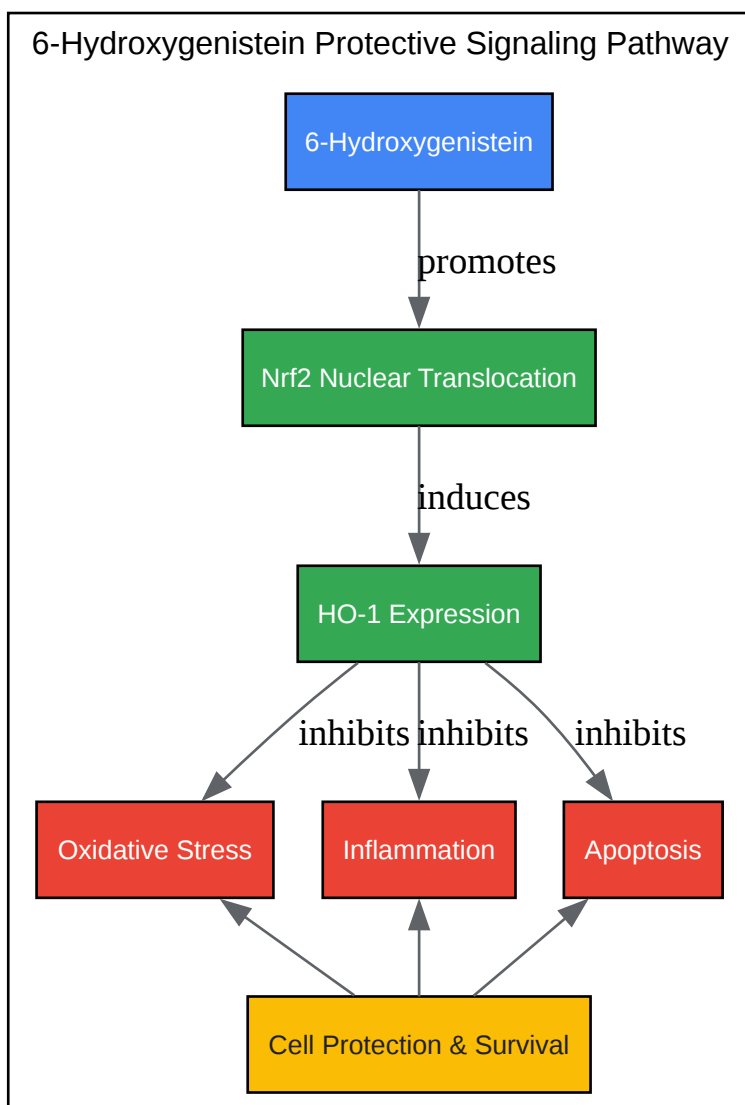 6-Hydroxygenistein Protective Signaling Pathway
6-Hydroxygenistein
promotes
Nrf2 Nuclear Translocation
induces
HO-1 Expression
inhibits
inhibits
inhibits
Oxidative Stress
Inflammation
Apoptosis
Cell Protection & Survival